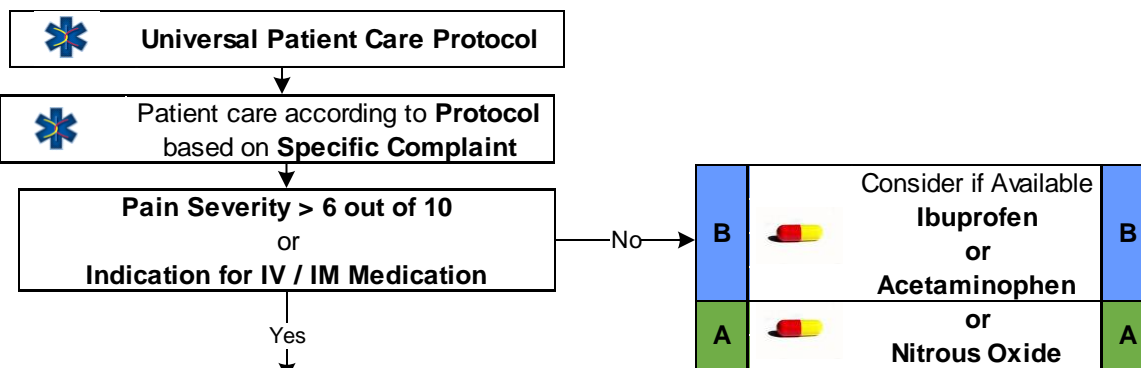 Universal Patient Care Protocol
Patient care according to Protocol
based on Specific Complaint
Pain Severity > 6 out of 10
or
Indication for IV / IM Medication
No
Yes
B
Consider if Available
Ibuprofen
or
Acetaminophen
B
A
or
Nitrous Oxide
A